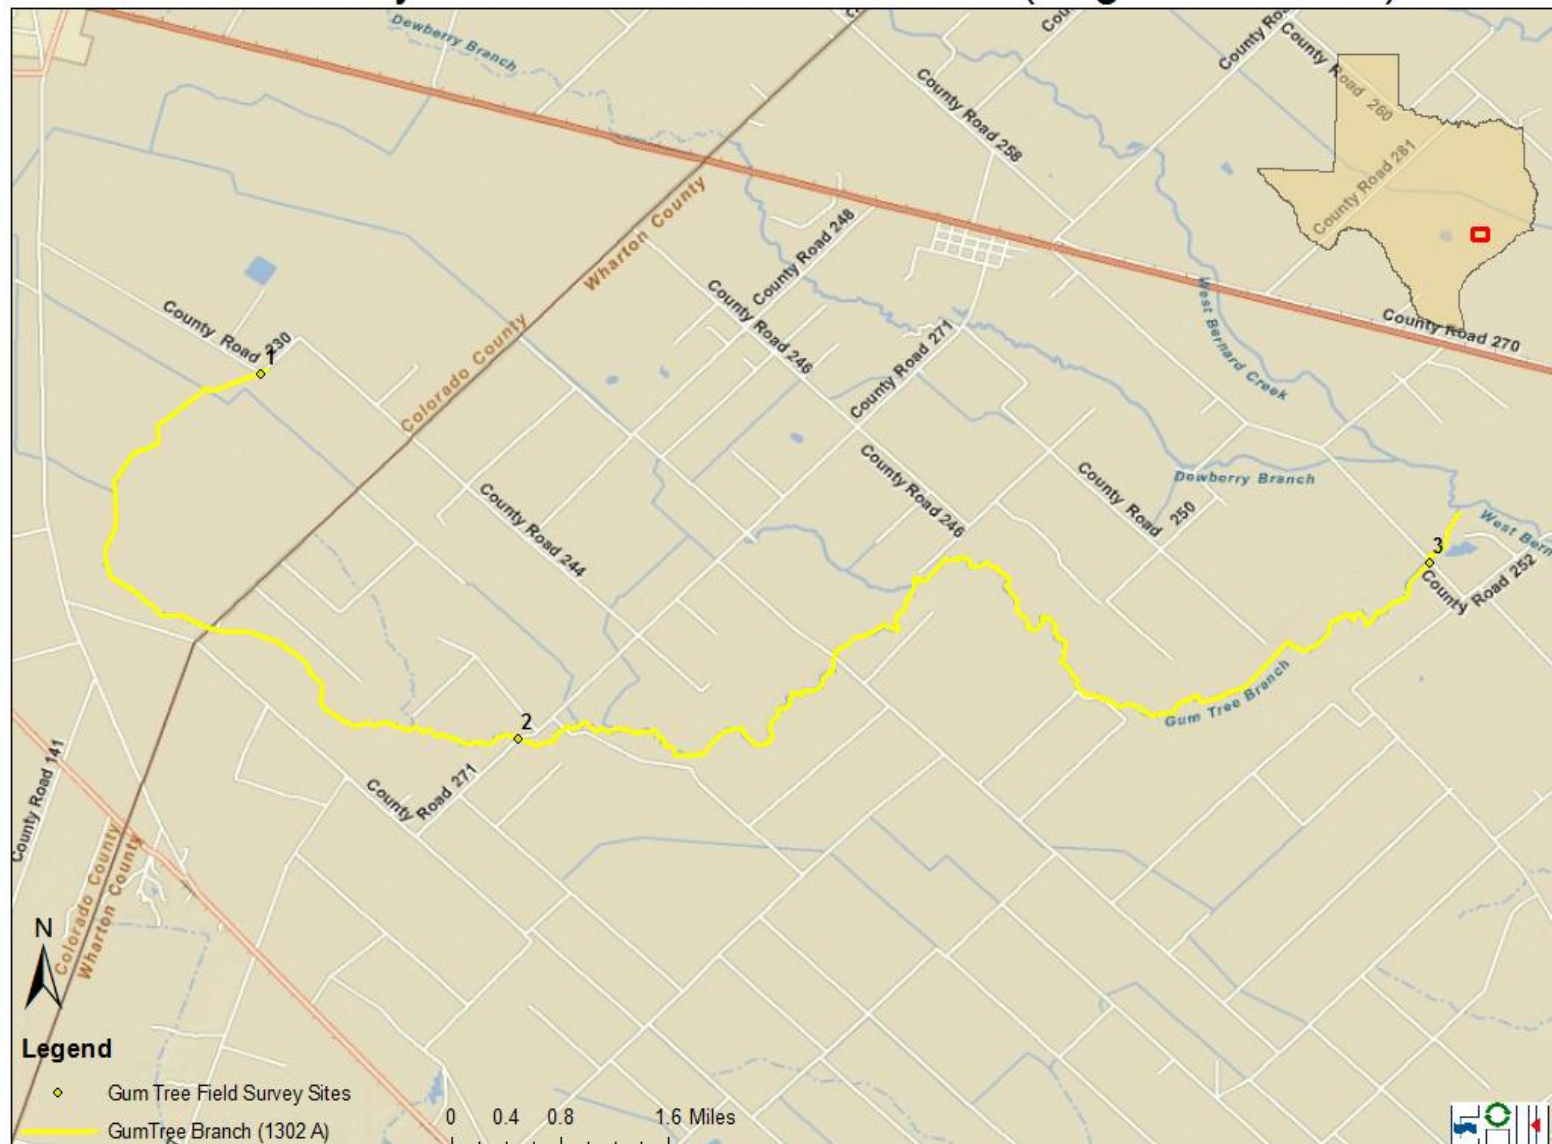 Dewberry Branch
County Road 258
County Road 260
County Road 281
County Road 270
Wharton County
Colorado County
County Road 248
County Road 246
County Road 271
West Bernard Creek
County Road 230
1
County Road 246
County Road 250
Dewberry Branch
County Road 244
West Bern
3
County Road 252
Gum Tree Branch
2
County Road 271
County Road 141
Colorado County
Wharton County
N
Legend
Gum Tree Field Survey Sites
GumTree Branch (1302 A)
0 0.4 0.8 1.6 Miles